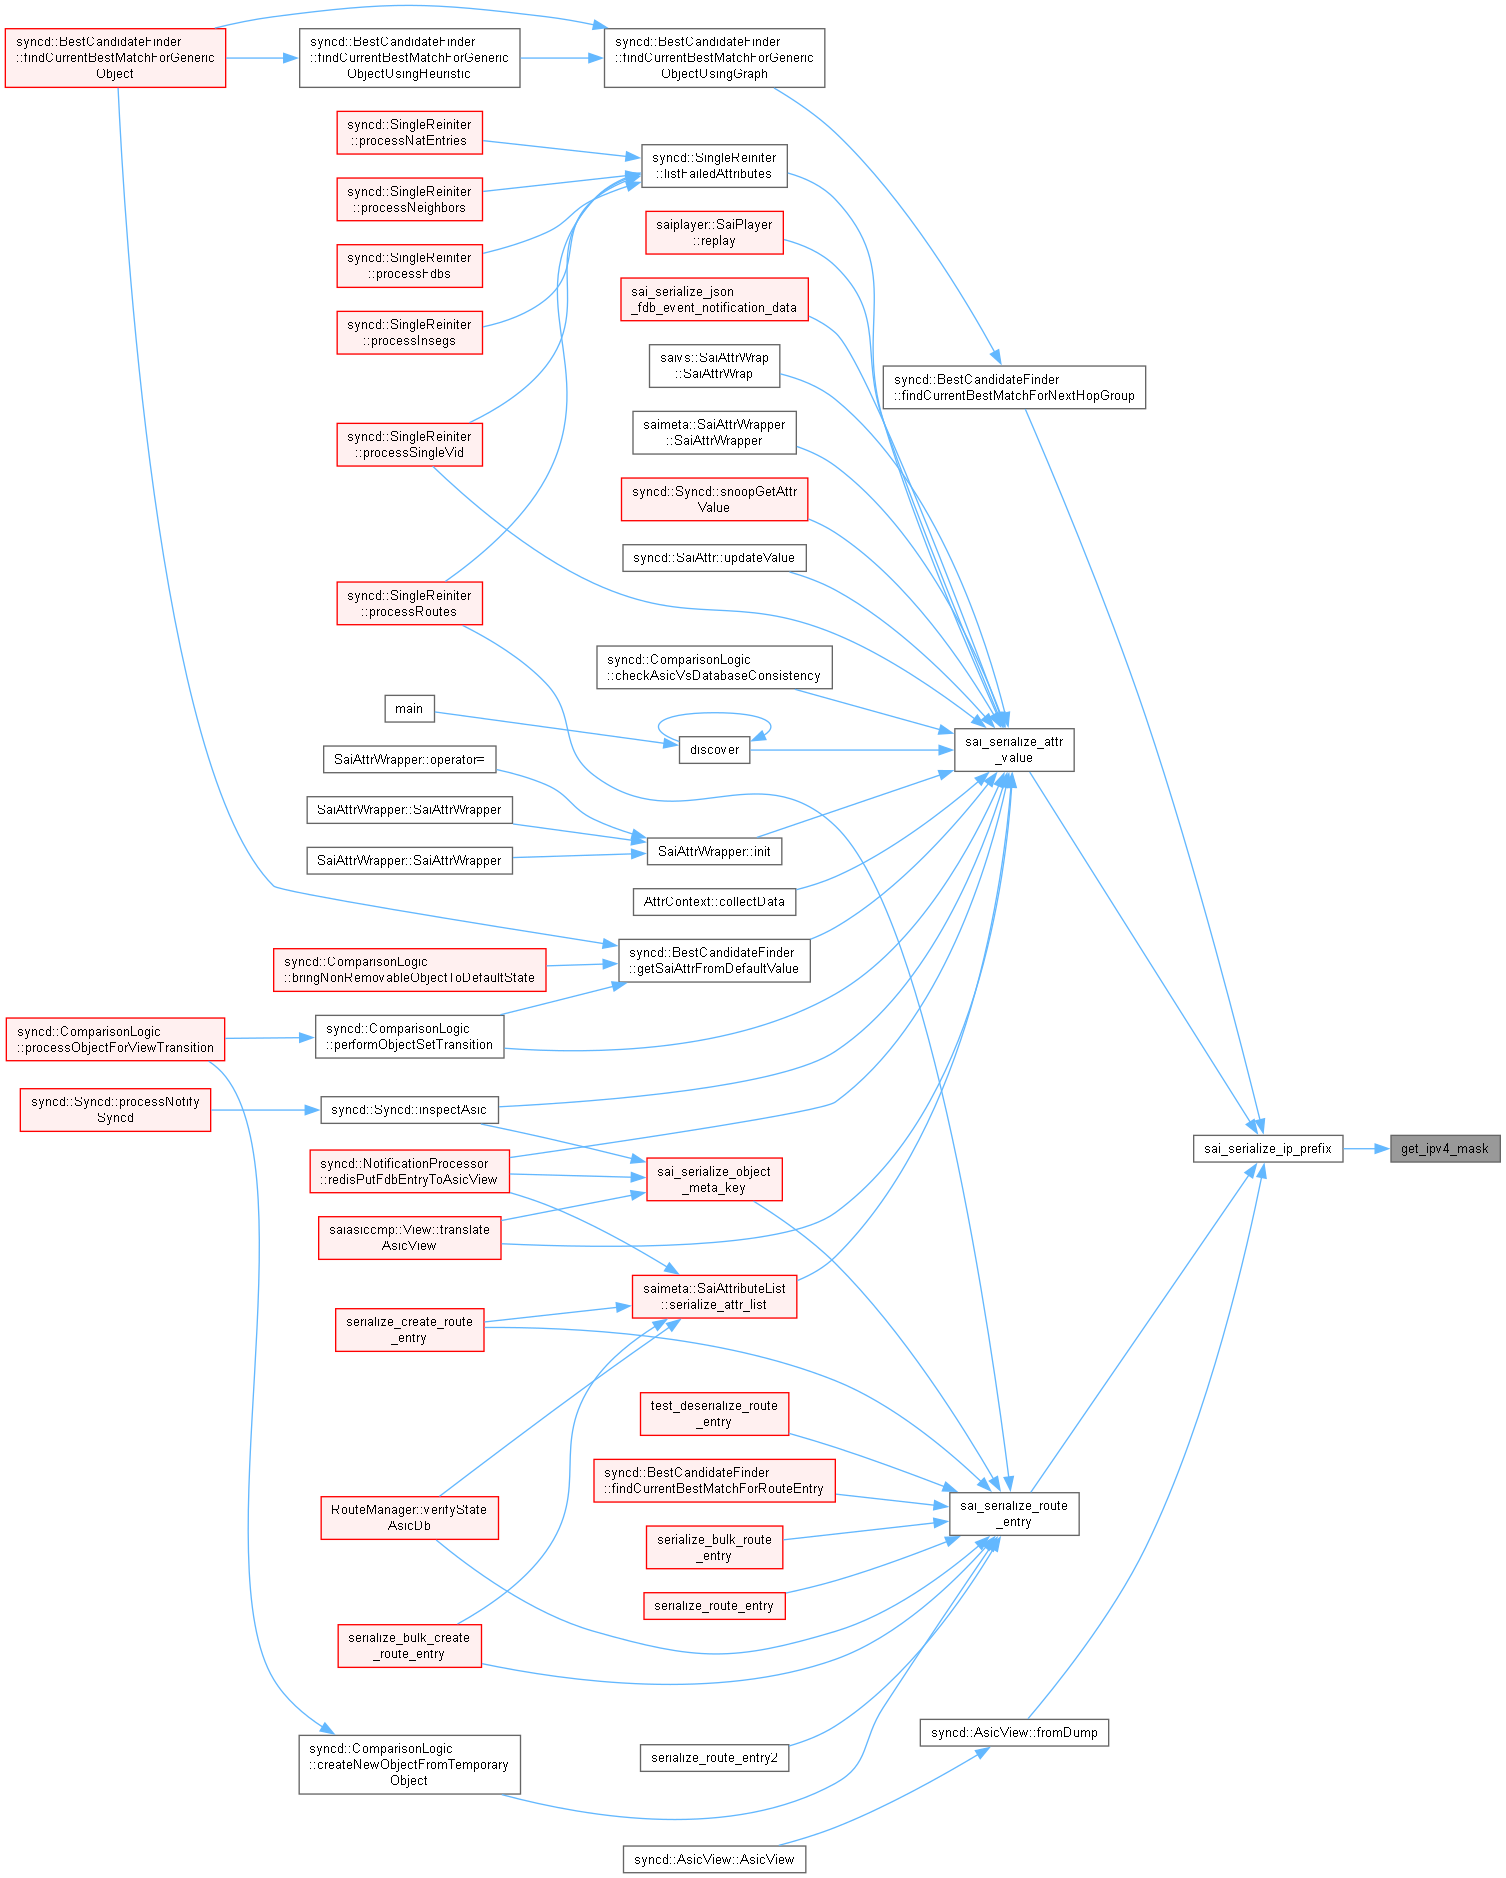 syncd::BestCandidateFinder
::findCurrentBestMatchForGeneric
Object
syncd::BestCandidateFinder
::findCurrentBestMatchForGeneric
ObjectUsingHeuristic
syncd::BestCandidateFinder
::findCurrentBestMatchForGeneric
ObjectUsingGraph
syncd::SingleReiniter
::processNatEntries
syncd::SingleReiniter
::listFailedAttributes
syncd::SingleReiniter
::processNeighbors
saiplayer::SaiPlayer
::replay
syncd::SingleReiniter
::processFdbs
sai_serialize_json
_fdb_event_notification_data
syncd::SingleReiniter
::processInsegs
saivs::SaiAttrWrap
::SaiAttrWrap
syncd::BestCandidateFinder
::findCurrentBestMatchForNextHopGroup
saimeta::SaiAttrWrapper
::SaiAttrWrapper
syncd::SingleReiniter
::processSingleVid
syncd::Syncd::snoopGetAttr
Value
syncd::SaiAttr::updateValue
syncd::SingleReiniter
::processRoutes
syncd::ComparisonLogic
::checkAsicVsDatabaseConsistency
main
discover
sai_serialize_attr
_value
SaiAttrWrapper::operator=
SaiAttrWrapper::SaiAttrWrapper
SaiAttrWrapper::init
SaiAttrWrapper::SaiAttrWrapper
AttrContext::collectData
syncd::BestCandidateFinder
::getSaiAttrFromDefaultValue
syncd::ComparisonLogic
::bringNonRemovableObjectToDefaultState
syncd::ComparisonLogic
::processObjectForViewTransition
syncd::ComparisonLogic
::performObjectSetTransition
syncd::Syncd::processNotify
Syncd
syncd::Syncd::inspectAsic
sai_serialize_ip_prefix
get_ipv4_mask
syncd::NotificationProcessor
::redisPutFdbEntryToAsicView
sai_serialize_object
_meta_key
saiasiccmp::View::translate
AsicView
saimeta::SaiAttributeList
::serialize_attr_list
serialize_create_route
_entry
test_deserialize_route
_entry
syncd::BestCandidateFinder
::findCurrentBestMatchForRouteEntry
RouteManager::verifyState
AsicDb
sai_serialize_route
_entry
serialize_bulk_route
_entry
serialize_route_entry
serialize_bulk_create
_route_entry
syncd::AsicView::fromDump
syncd::ComparisonLogic
::createNewObjectFromTemporary
Object
serialize_route_entry2
syncd::AsicView::AsicView